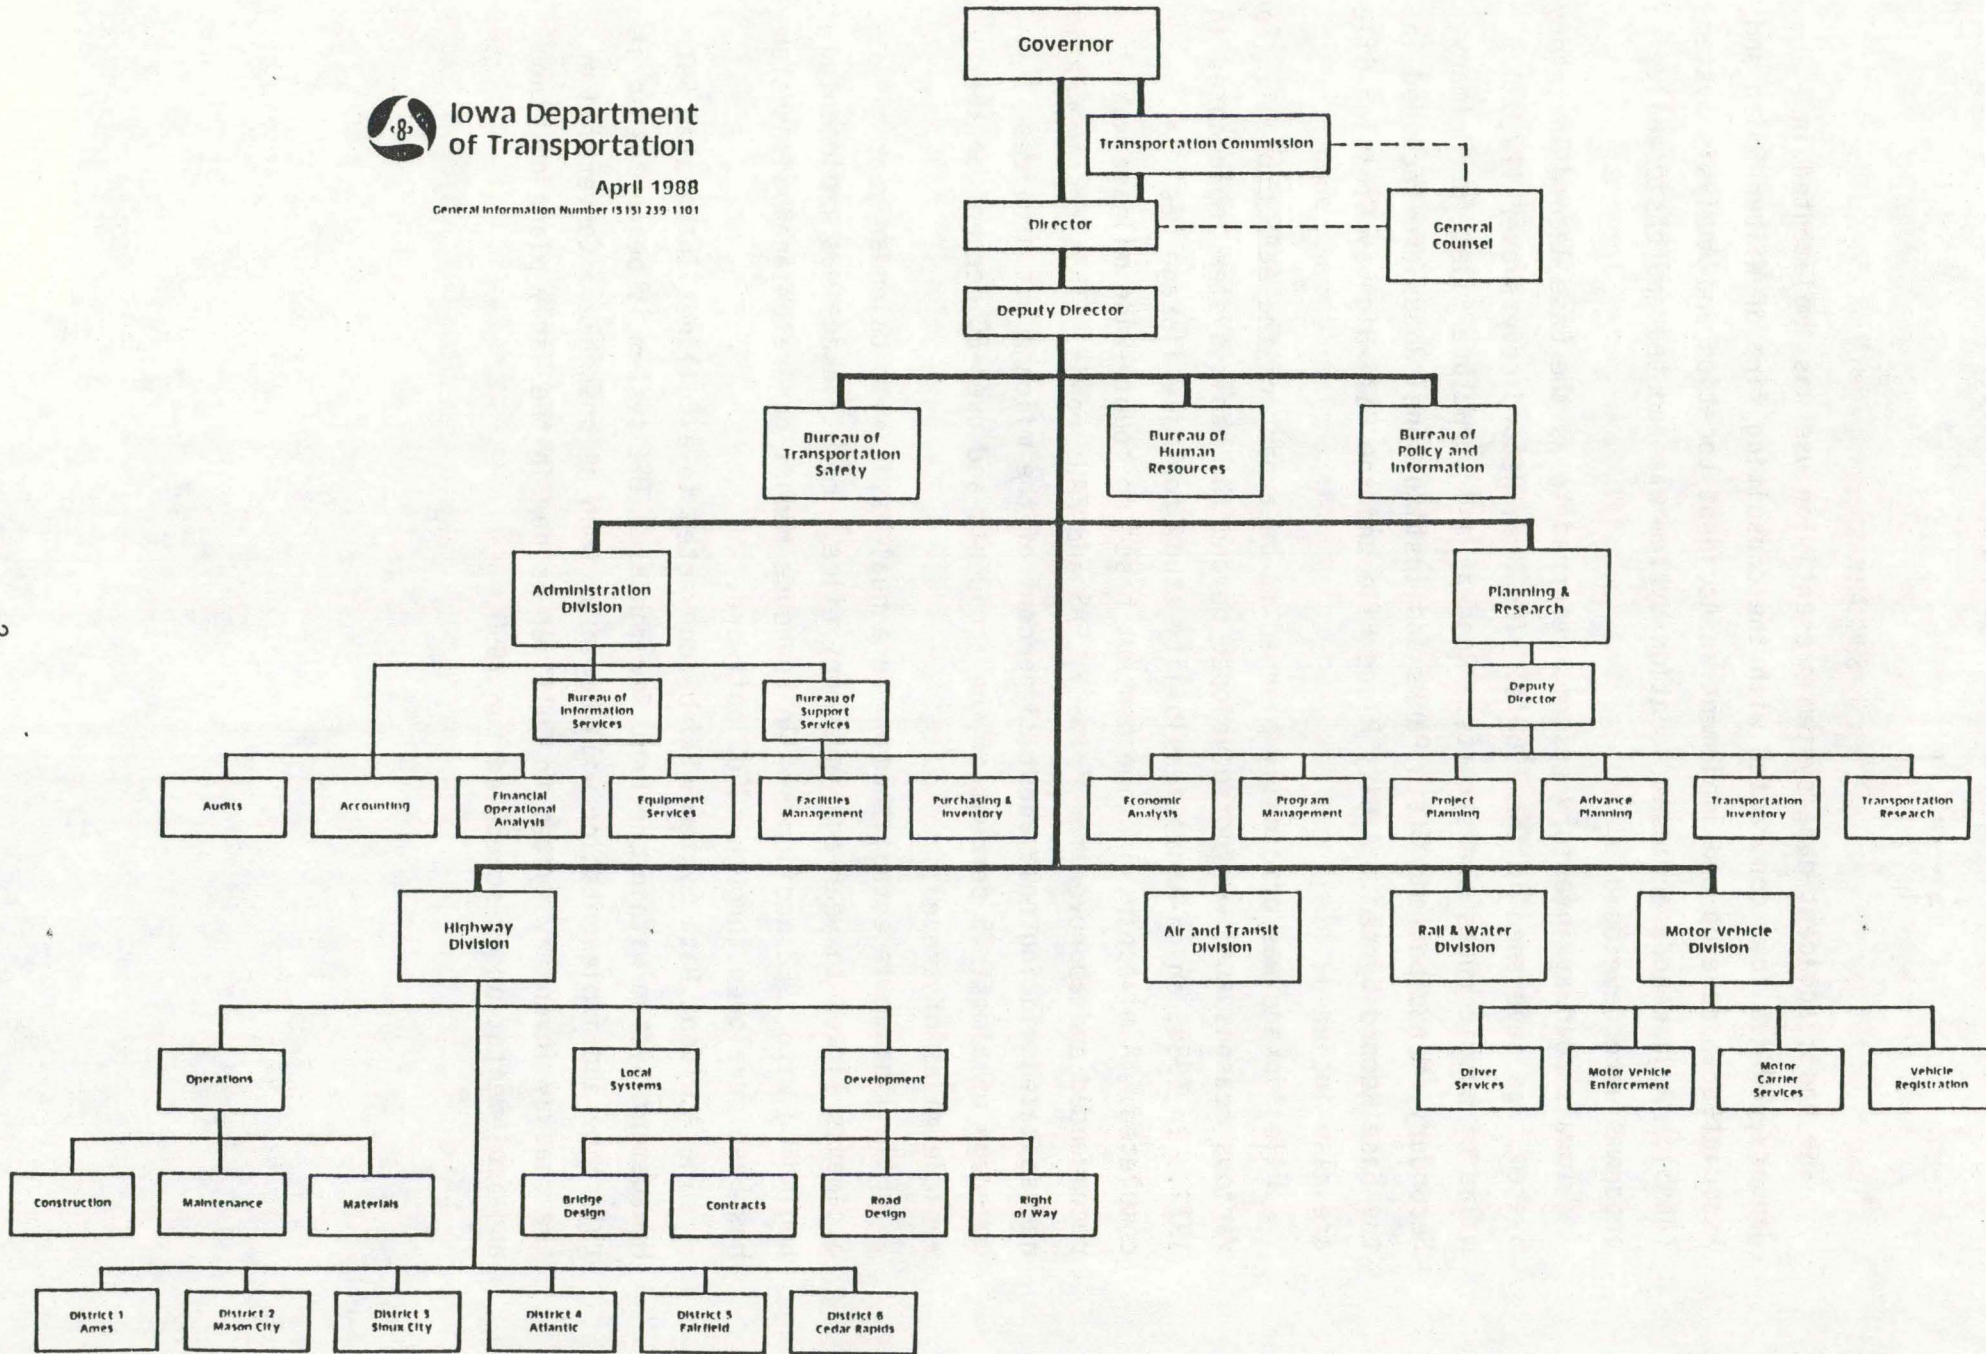 Governor
Iowa Department
of Transportation
April 1988
General Information Number (515) 239-1101
Transportation Commission
Director
General
Counsel
Deputy Director
Bureau of
Transportation
Safety
Bureau of
Human
Resources
Bureau of
Policy and
Information
Administration
Division
Planning &
Research
Bureau of
Information
Services
Bureau of
Support
Services
Deputy
Director
Audits
Accounting
Financial
Operational
Analysis
Equipment
Services
Facilities
Management
Purchasing &
Inventory
Economic
Analysis
Program
Management
Project
Planning
Advance
Planning
Transportation
Inventory
Transportation
Research
Highway
Division
Air and Transit
Division
Rail & Water
Division
Motor Vehicle
Division
Operations
Local
Systems
Development
Driver
Services
Motor Vehicle
Enforcement
Motor
Carrier
Services
Vehicle
Registration
Construction
Maintenance
Materials
Bridge
Design
Contracts
Road
Design
Right
of Way
District 1
Ames
District 2
Mason City
District 3
Sioux City
District 4
Atlantic
District 5
Fairfield
District 6
Cedar Rapids
2